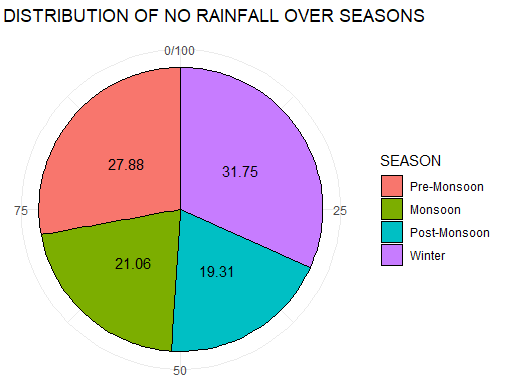 DISTRIBUTION OF NO RAINFALL OVER SEASONS
0/100
27.88
31.75
75
25
21.06
19.31
50
SEASON
Pre-Monsoon
Monsoon
Post-Monsoon
Winter